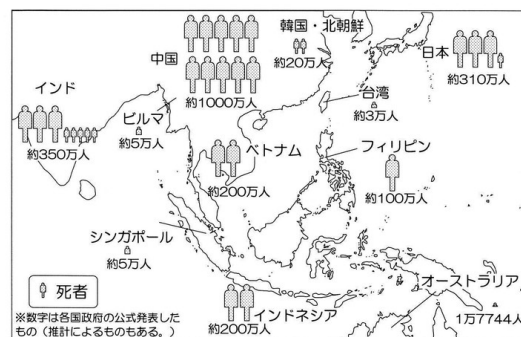 韓国・北朝鮮
約20万人
中国
約1000万人
日本
約310万人
台湾
約3万人
インド
約350万人
ビルマ
約5万人
ベトナム
約200万人
フィリピン
約100万人
シンガポール
約5万人
オーストラリア
1万7744人
インドネシア
約200万人
死者
※数字は各国政府の公式発表した
もの（推計によるものもある。）